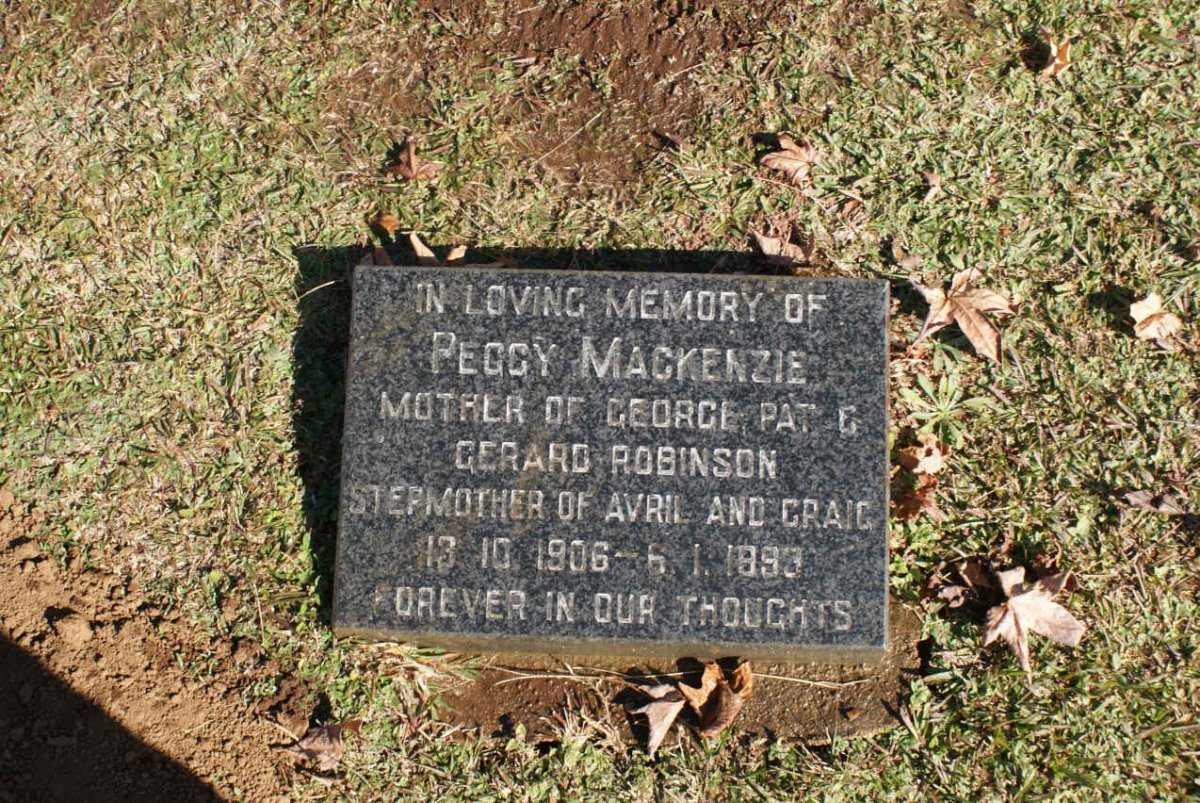 IN LOVING MEMORY OF
PEGGY MACKENZIE
MOTHER OF GEORGE, PAT &
GERARD ROBINSON
STEPMOTHER OF AVRIL AND CRAIG
13. 10. 1906 – 6. 1. 1993
FOREVER IN OUR THOUGHTS